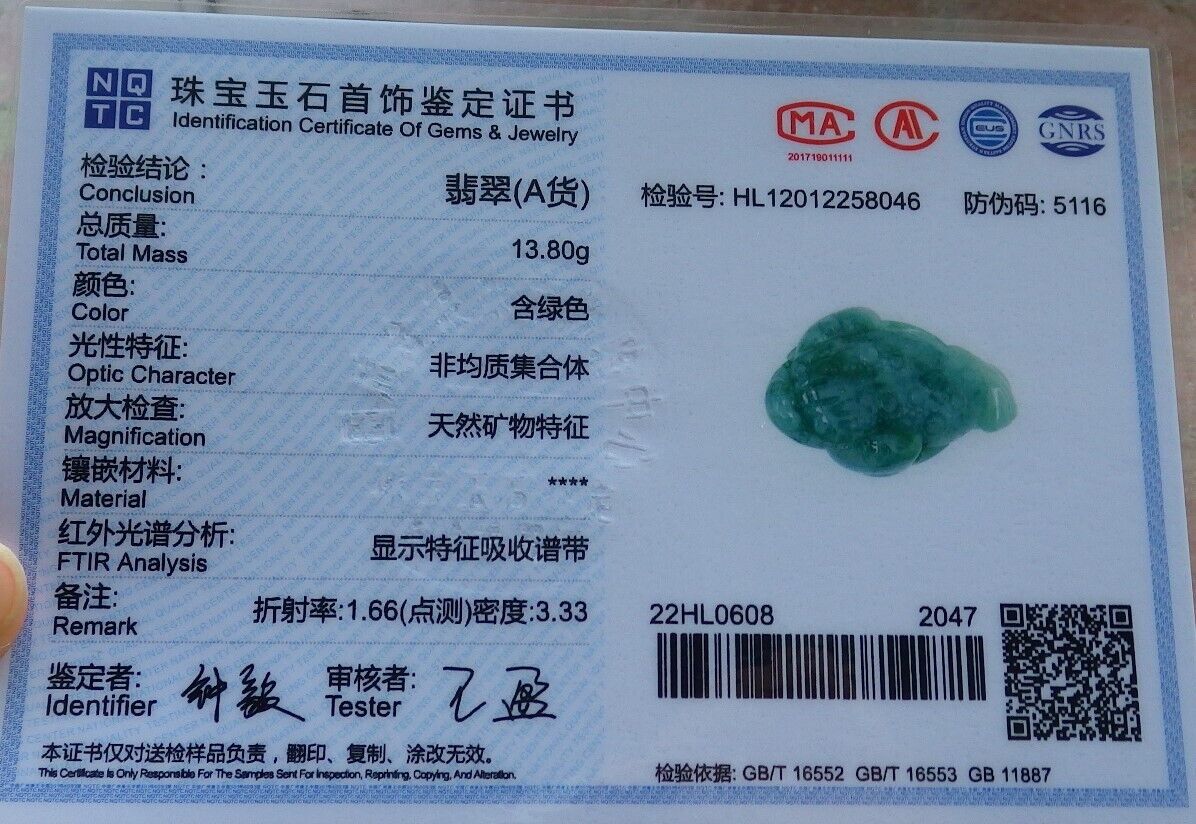 NQTC
珠宝玉石首饰鉴定证书
Identification Certificate Of Gems & Jewelry
检验结论：
Conclusion
翡翠(A货)
总质量:
Total Mass
13.80g
颜色:
Color
含绿色
光性特征:
Optic Character
非均质集合体
放大检查:
Magnification
天然矿物特征
镶嵌材料:
Material
****
红外光谱分析:
FTIR Analysis
显示特征吸收谱带
备注:
Remark
折射率:1.66(点测)密度:3.33
鉴定者:
Identifier
审核者:
Tester
本证书仅对送检样品负责，翻印、复制、涂改无效。
This Certificate Is Only Responsible For The Samples Sent For Inspection, Reprinting, Copying, And Alteration.
MA
201719011111
EUS
GNRS
检验号: HL12012258046
防伪码: 5116
22HL0608
2047
检验依据: GB/T 16552 GB/T 16553 GB 11887